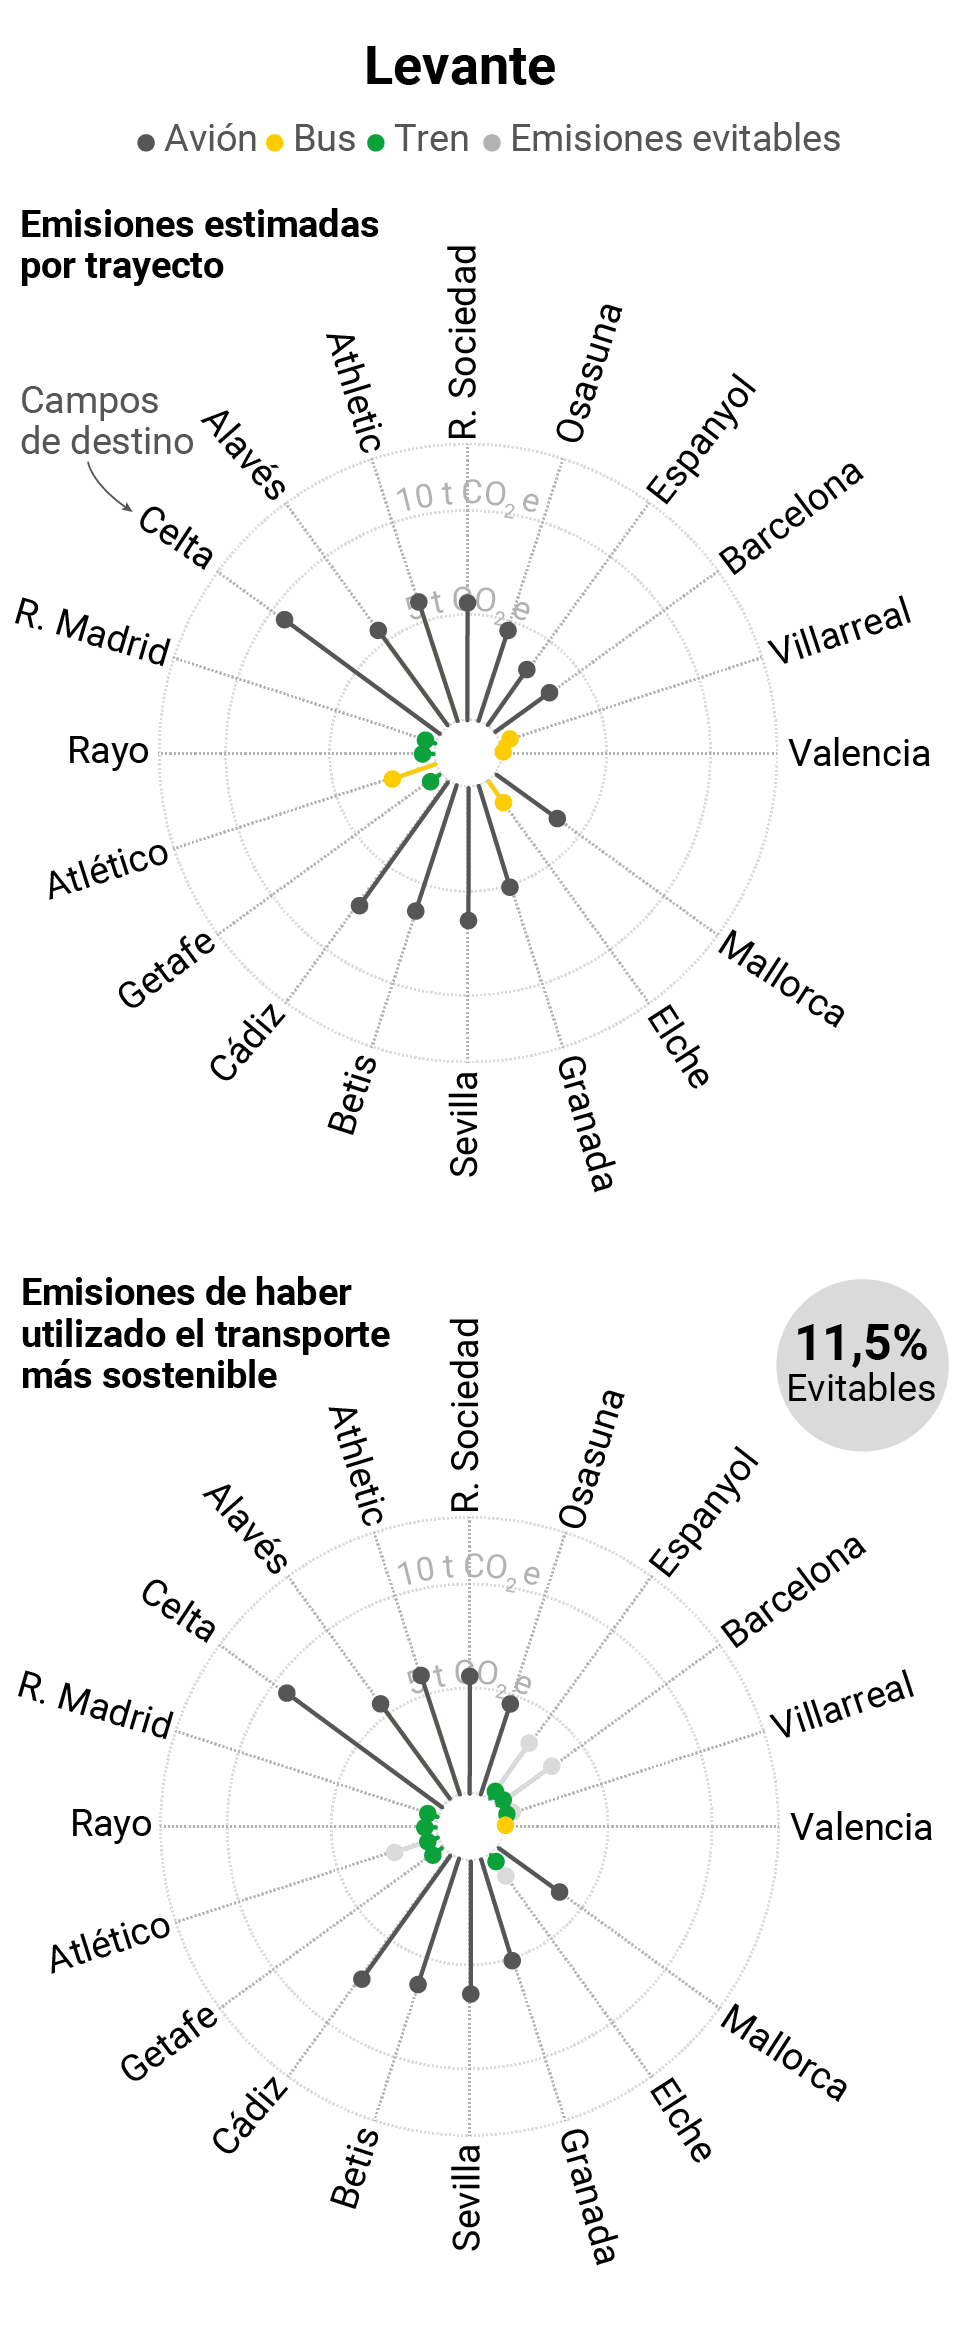 Levante
Avión Bus Tren Emisiones evitables
Emisiones estimadas
por trayecto
Campos
de destino
R. Sociedad
Osasuna
Espanyol
Barcelona
Villarreal
Valencia
Mallorca
Elche
Granada
Sevilla
Betis
Cádiz
Getafe
Atlético
Rayo
R. Madrid
Celta
Alavés
Athletic
10 t CO2 e
5 t CO2 e
Emisiones de haber
utilizado el transporte
más sostenible
11,5%
Evitables
R. Sociedad
Osasuna
Espanyol
Barcelona
Villarreal
Valencia
Mallorca
Elche
Granada
Sevilla
Betis
Cádiz
Getafe
Atlético
Rayo
R. Madrid
Celta
Alavés
Athletic
10 t CO2 e
5 t CO2 e